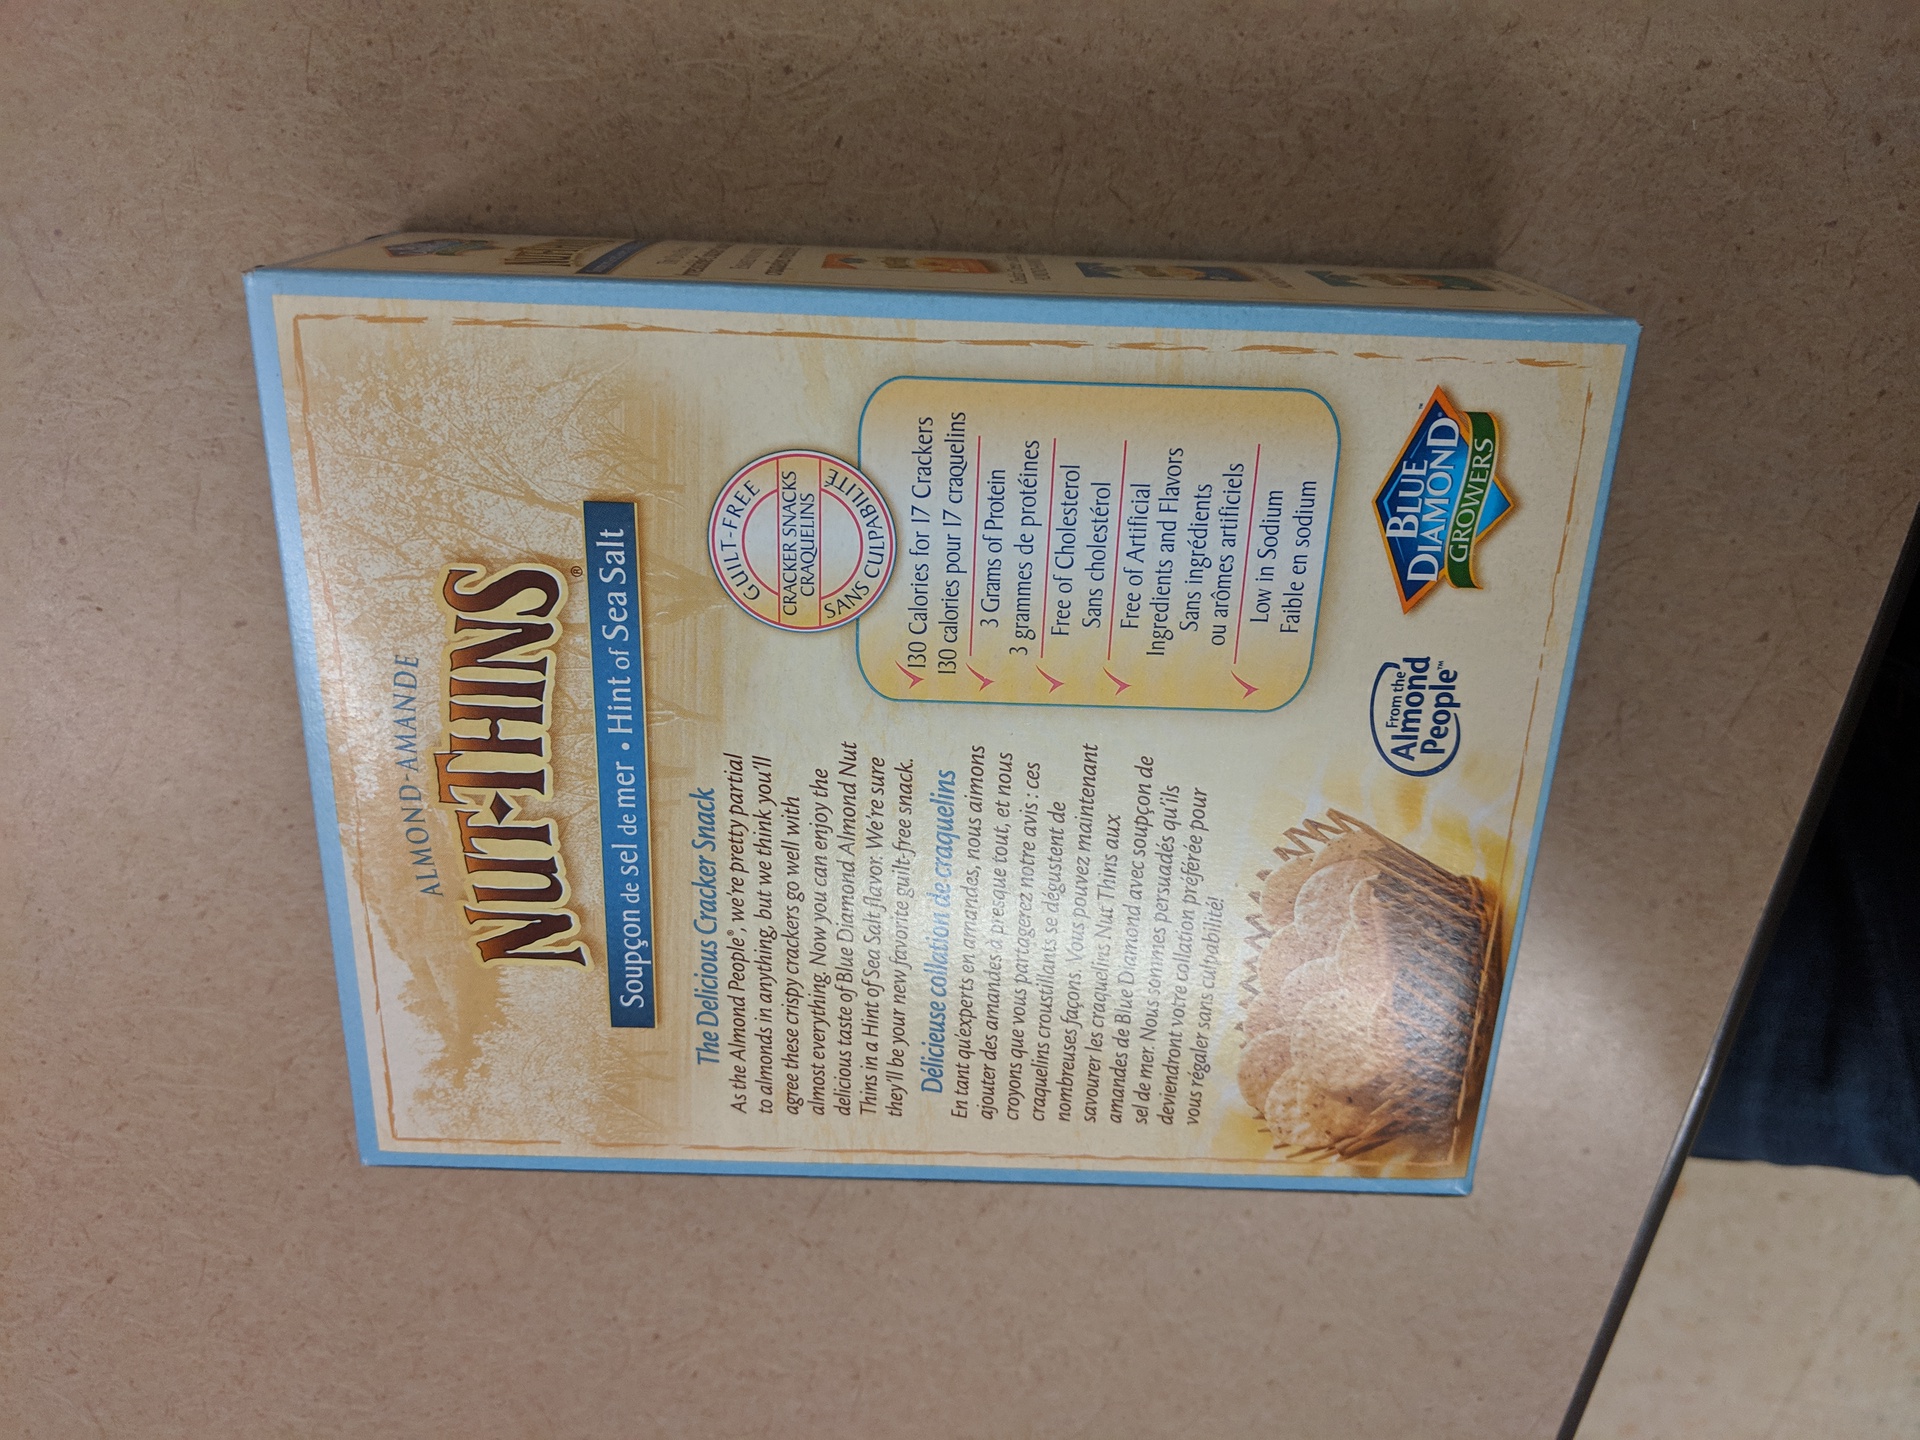 ALMOND-AMANDE
NUT-THINS®
Soupçon de sel de mer • Hint of Sea Salt
The Delicious Cracker Snack
As the Almond People®, we're pretty partial
to almonds in anything, but we think you'll
agree these crispy crackers go well with
almost everything. Now you can enjoy the
delicious taste of Blue Diamond Almond Nut
Thins in a Hint of Sea Salt flavor. We're sure
they'll be your new favorite guilt-free snack.
Délicieuse collation de craquelins
En tant qu'experts en amandes, nous aimons
ajouter des amandes à presque tout, et nous
croyons que vous partagerez notre avis : ces
craquelins croustillants se dégustent de
nombreuses façons. Vous pouvez maintenant
savourer les craquelins Nut Thins aux
amandes de Blue Diamond avec soupçon de
sel de mer. Nous sommes persuadés qu'ils
deviendront votre collation préférée pour
vous régaler sans culpabilité!
GUILT-FREE
CRACKER SNACKS
CRAQUELINS
SANS CULPABILITÉ
130 Calories for 17 Crackers
130 calories pour 17 craquelins
3 Grams of Protein
3 grammes de protéines
Free of Cholesterol
Sans cholestérol
Free of Artificial
Ingredients and Flavors
Sans ingrédients
ou arômes artificiels
Low in Sodium
Faible en sodium
From the
Almond
People™
BLUE
DIAMOND®
GROWERS